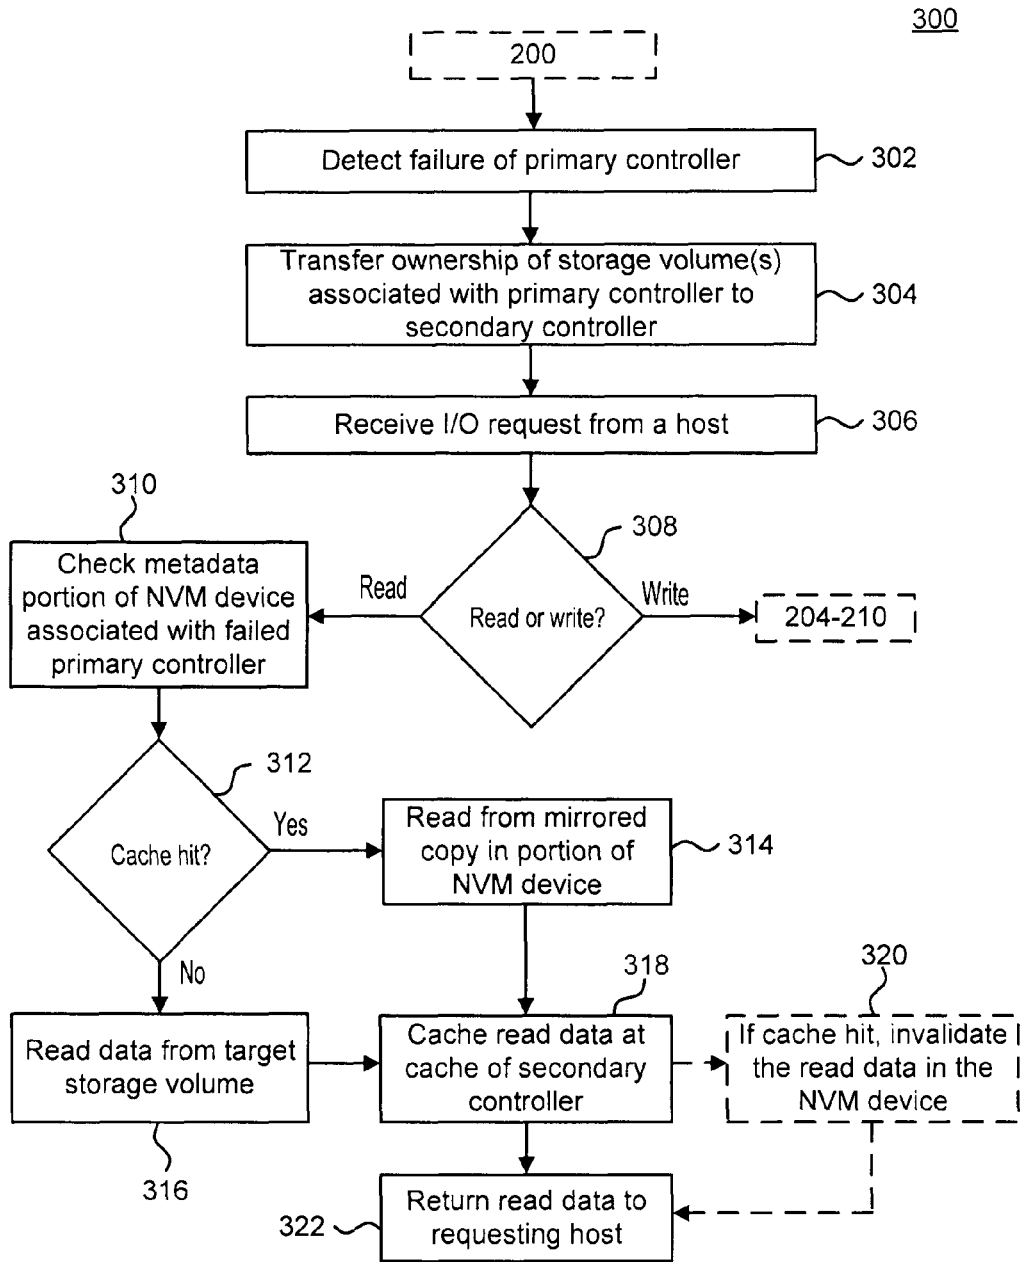 300
200
Detect failure of primary controller
302
Transfer ownership of storage volume(s)
associated with primary controller to
secondary controller
304
Receive I/O request from a host
306
310
308
Check metadata
portion of NVM device
associated with failed
primary controller
Read
Read or write?
Write
204-210
312
Cache hit?
Yes
Read from mirrored
copy in portion of
NVM device
314
No
318
320
Read data from target
storage volume
Cache read data at
cache of secondary
controller
If cache hit, invalidate
the read data in the
NVM device
316
322
Return read data to
requesting host